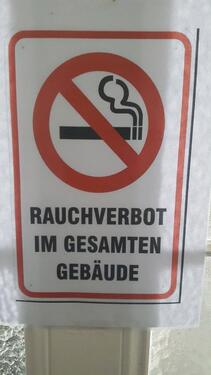 RAUCHVERBOT
IM GESAMTEN
GEBÄUDE